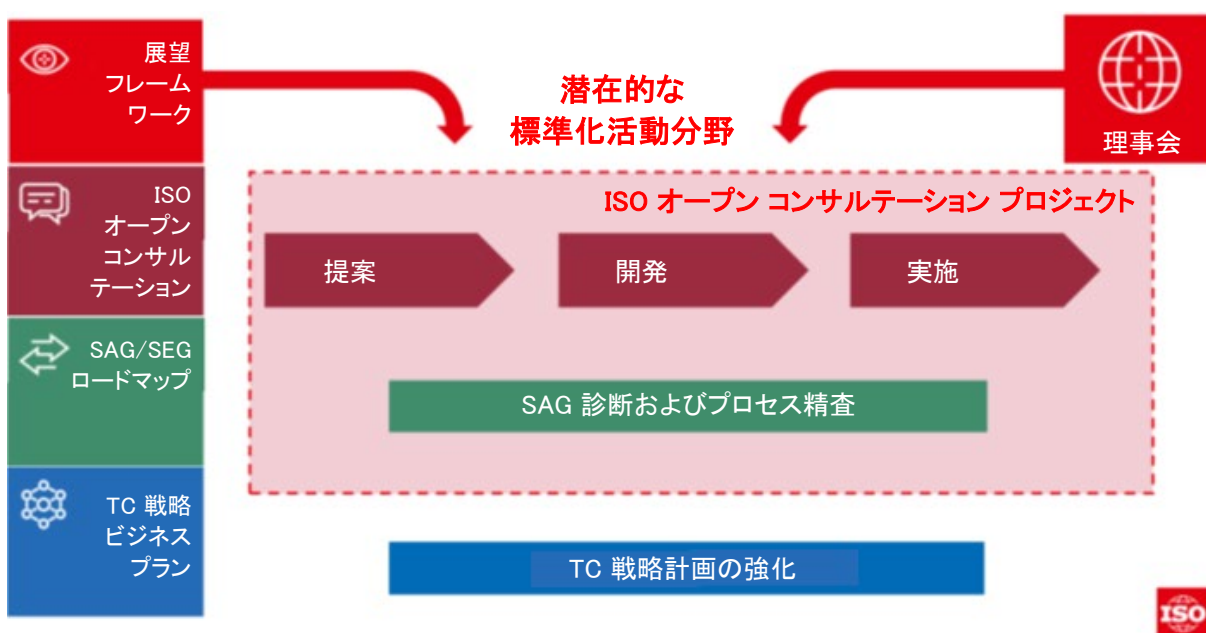 展望
フレーム
ワーク
潜在的な
標準化活動分野
理事会
ISO
オープン
コンサル
テーション
ISO オープン コンサルテーション プロジェクト
提案
開発
実施
SAG/SEG
ロードマップ
SAG 診断およびプロセス精査
TC 戦略
ビジネス
プラン
TC 戦略計画の強化
ISO